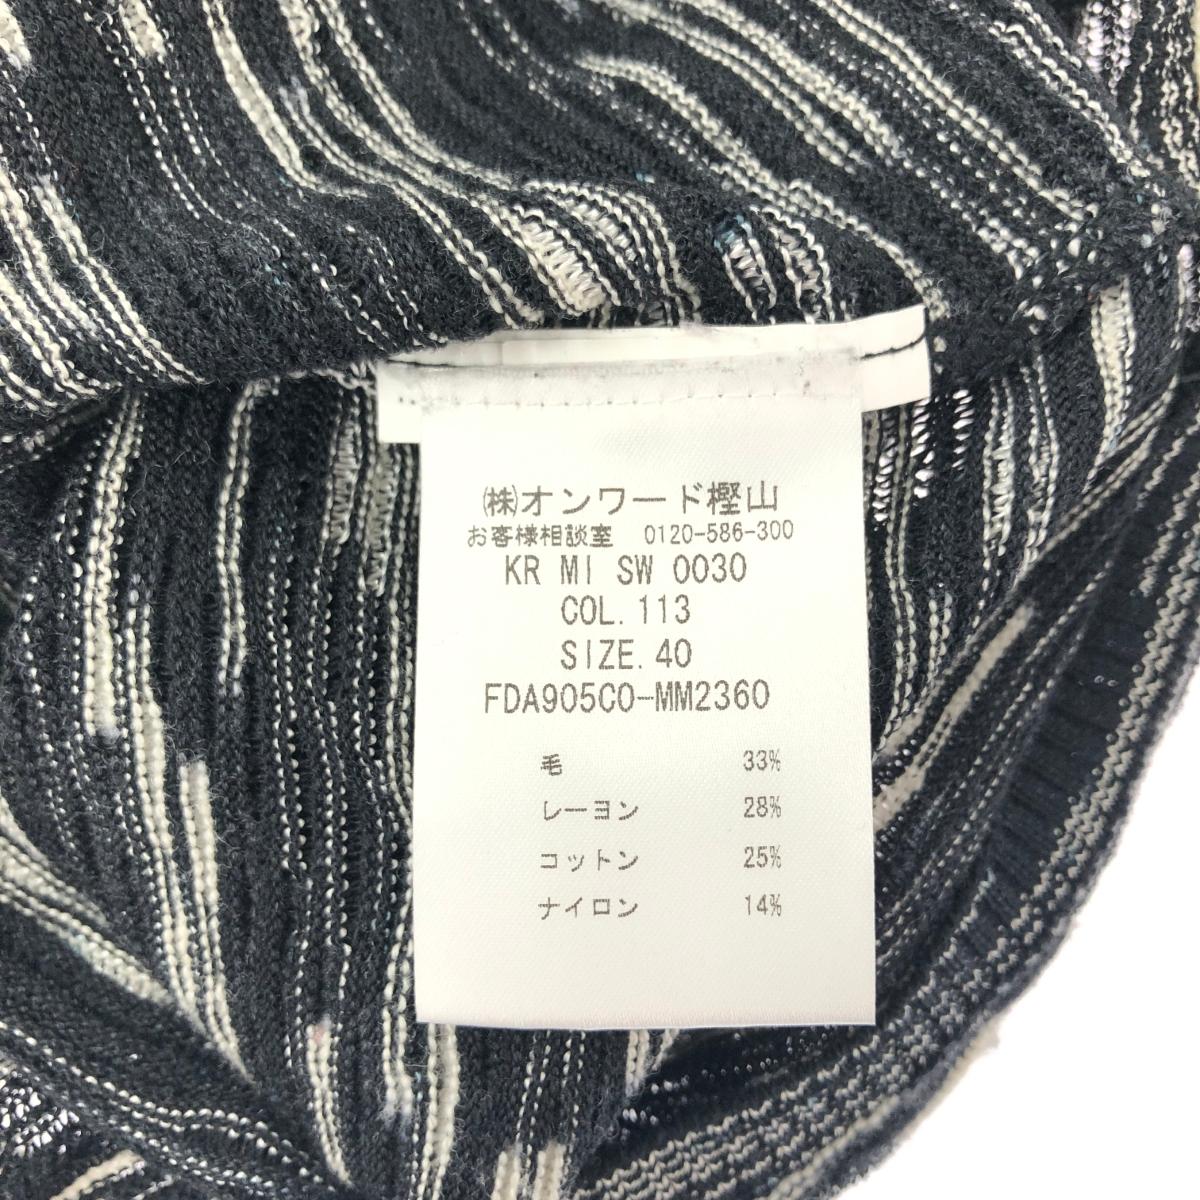 ㈱オンワード樫山
お客様相談室 0120-586-300
KR MI SW 0030
COL.113
SIZE.40
FDA905C0-MM2360
毛 33%
レーヨン 28%
コットン 25%
ナイロン 14%